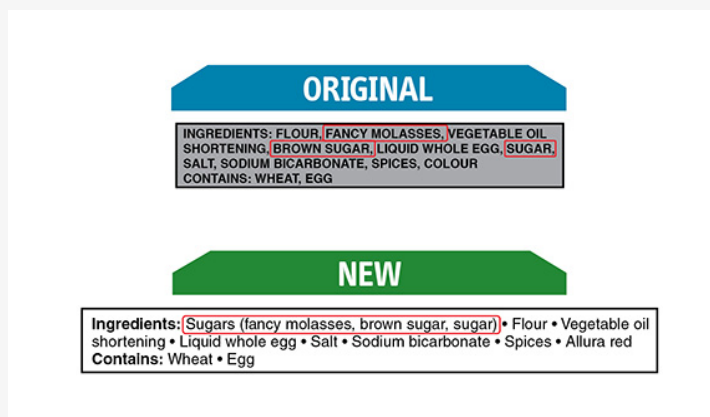 ORIGINAL
INGREDIENTS: FLOUR, FANCY MOLASSES, VEGETABLE OIL
SHORTENING, BROWN SUGAR, LIQUID WHOLE EGG, SUGAR,
SALT, SODIUM BICARBONATE, SPICES, COLOUR
CONTAINS: WHEAT, EGG
NEW
Ingredients: Sugars (fancy molasses, brown sugar, sugar) • Flour • Vegetable oil
shortening • Liquid whole egg • Salt • Sodium bicarbonate • Spices • Allura red
Contains: Wheat • Egg